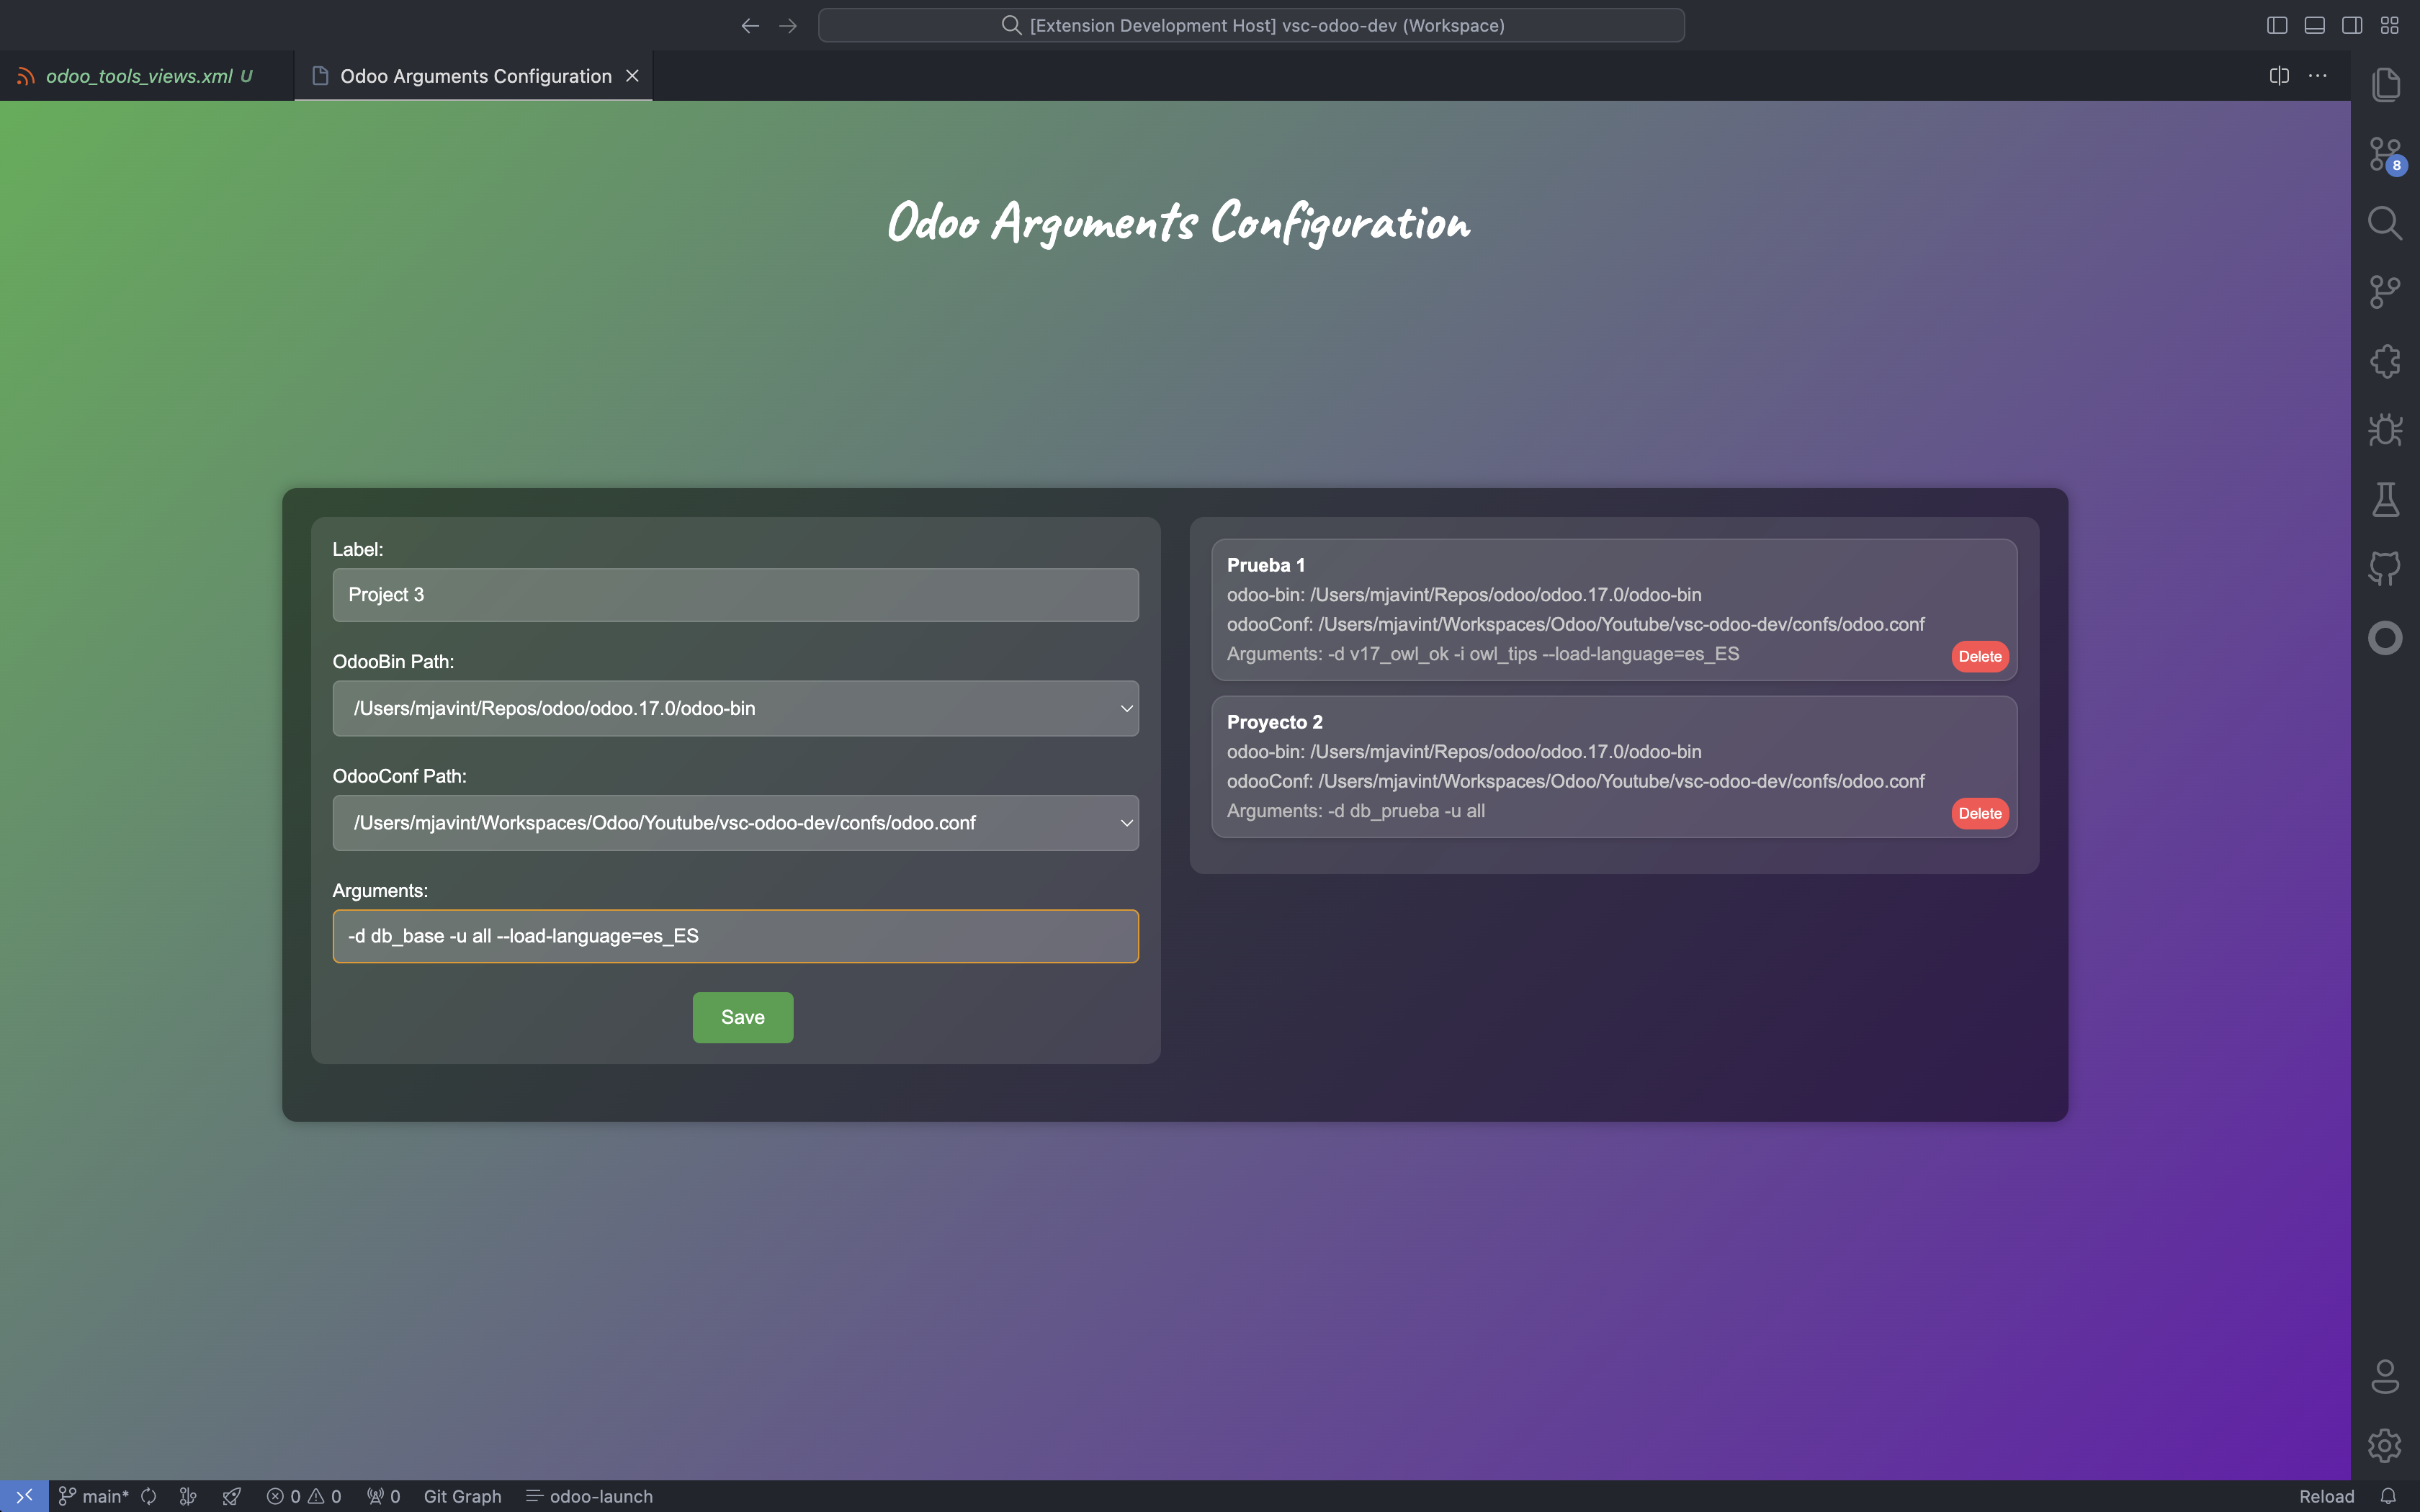 [Extension Development Host] vsc-odoo-dev (Workspace)
odoo_tools_views.xml U
Odoo Arguments Configuration
8
Odoo Arguments Configuration
Label:
Project 3
OdooBin Path:
/Users/mjavint/Repos/odoo/odoo.17.0/odoo-bin
OdooConf Path:
/Users/mjavint/Workspaces/Odoo/Youtube/vsc-odoo-dev/confs/odoo.conf
Arguments:
-d db_base -u all --load-language=es_ES
Save
Prueba 1
odoo-bin: /Users/mjavint/Repos/odoo/odoo.17.0/odoo-bin
odooConf: /Users/mjavint/Workspaces/Odoo/Youtube/vsc-odoo-dev/confs/odoo.conf
Arguments: -d v17_owl_ok -i owl_tips --load-language=es_ES
Delete
Proyecto 2
odoo-bin: /Users/mjavint/Repos/odoo/odoo.17.0/odoo-bin
odooConf: /Users/mjavint/Workspaces/Odoo/Youtube/vsc-odoo-dev/confs/odoo.conf
Arguments: -d db_prueba -u all
Delete
main* 0 0 0 Git Graph odoo-launch Reload